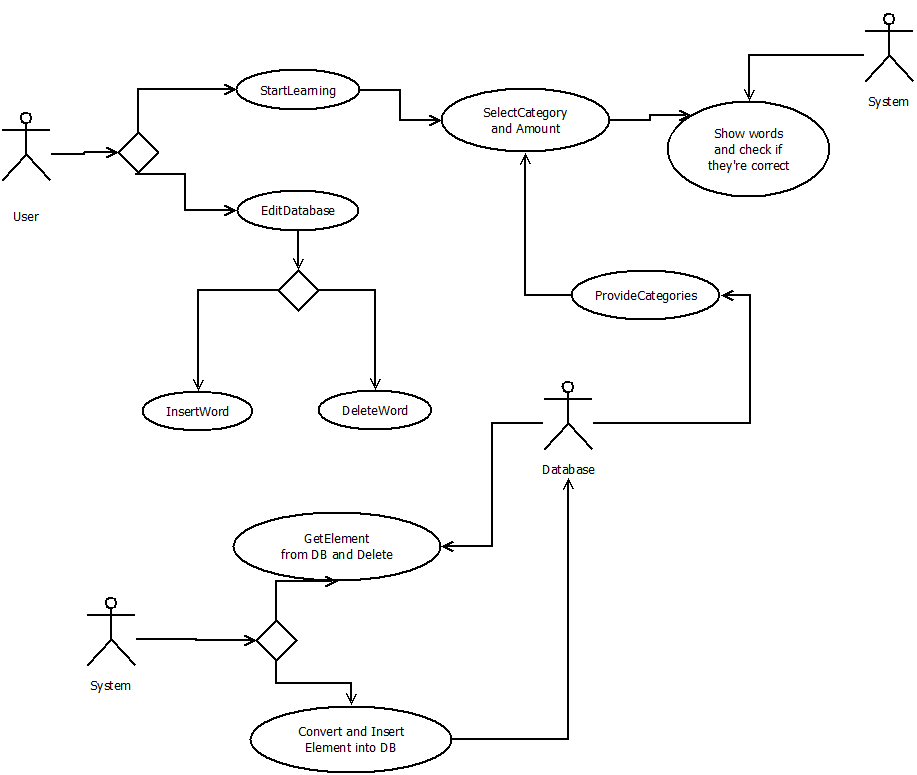 System
StartLearning
SelectCategory
and Amount
Show words
and check if
they're correct
User
EditDatabase
ProvideCategories
InsertWord
DeleteWord
Database
GetElement
from DB and Delete
System
Convert and Insert
Element into DB